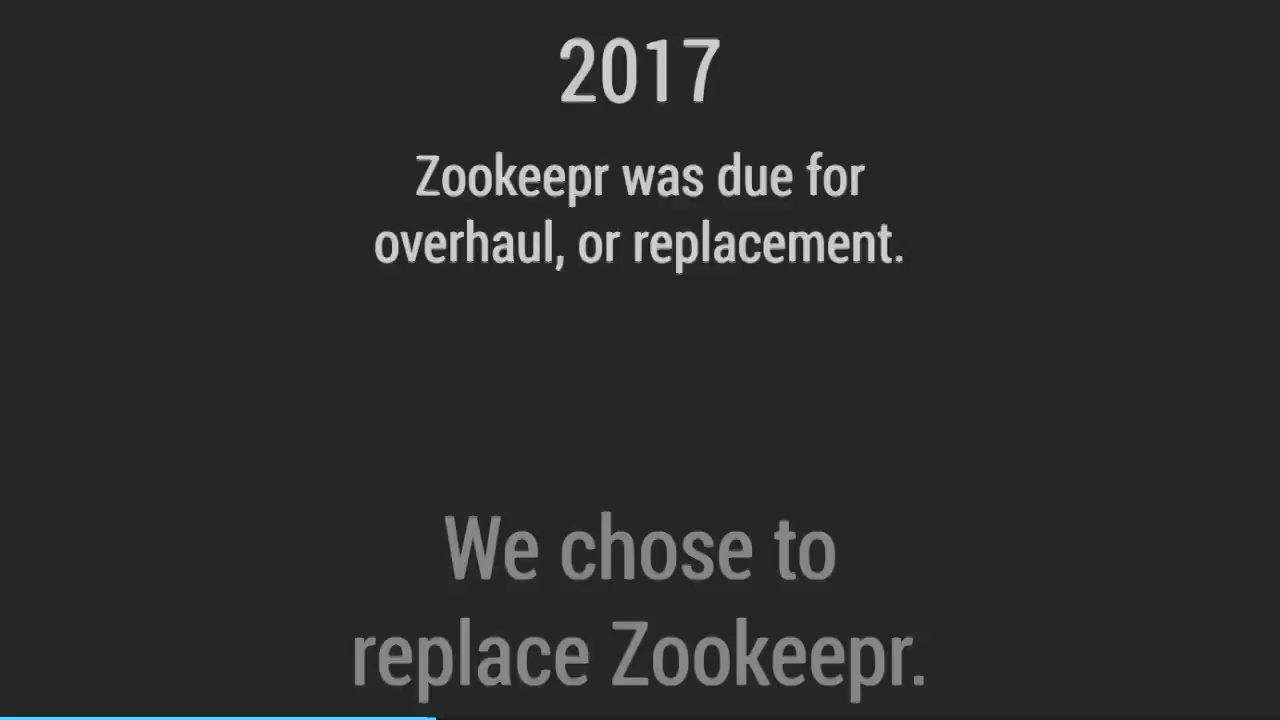 2017
Zookeepr was due for
overhaul, or replacement.
We chose to
replace Zookeepr.